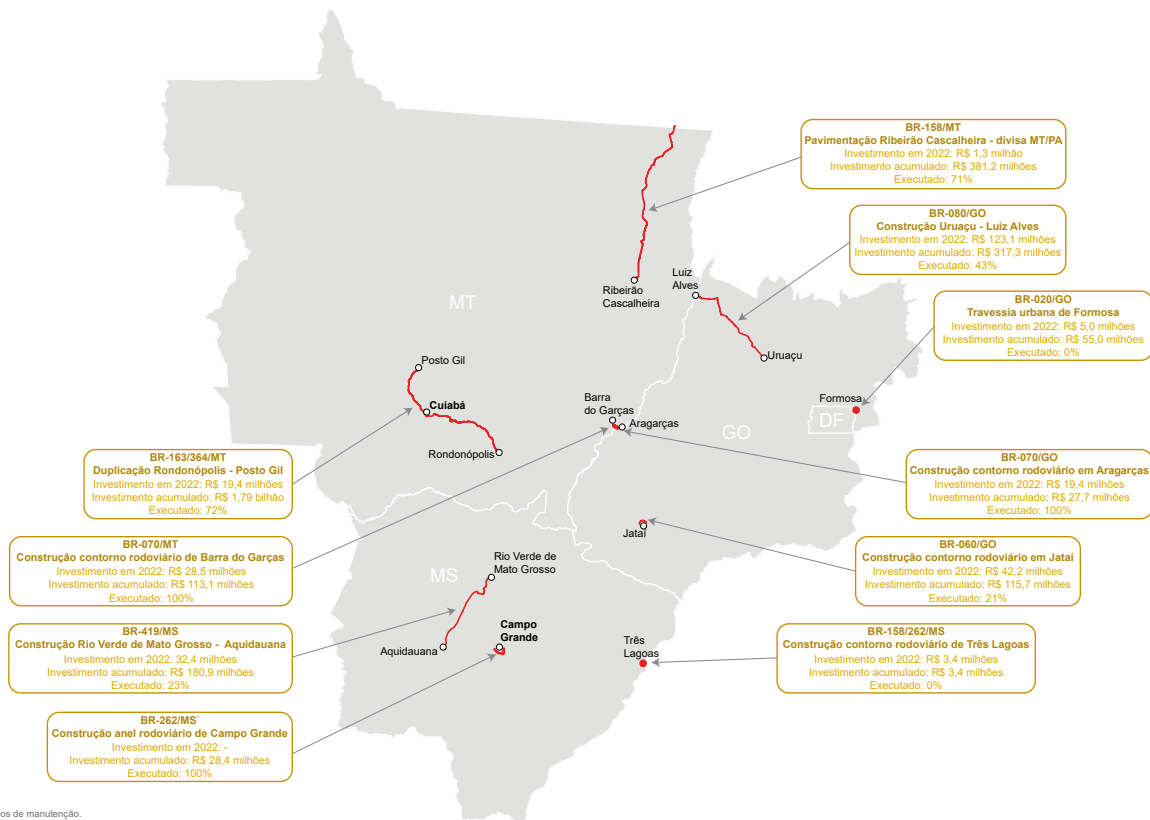 BR-158/MT
Pavimentação Ribeirão Cascalheira - divisa MT/PA
Investimento em 2022: R$ 1,3 milhão
Investimento acumulado: R$ 381,2 milhões
Executado: 71%
BR-080/GO
Construção Uruaçu - Luiz Alves
Investimento em 2022: R$ 123,1 milhões
Investimento acumulado: R$ 317,3 milhões
Executado: 43%
BR-020/GO
Travessia urbana de Formosa
Investimento em 2022: R$ 5,0 milhões
Investimento acumulado: R$ 55,0 milhões
Executado: 0%
Luiz
Alves
Ribeirão
Cascalheira
MT
Uruaçu
Posto Gil
Cuiabá
Rondonópolis
Barra
do Garças
Aragarças
Formosa
DF
GO
BR-163/364/MT
Duplicação Rondonópolis - Posto Gil
Investimento em 2022: R$ 19,4 milhões
Investimento acumulado: R$ 1,79 bilhão
Executado: 72%
BR-070/GO
Construção contorno rodoviário em Aragarças
Investimento em 2022: R$ 19,4 milhões
Investimento acumulado: R$ 27,7 milhões
Executado: 100%
Jataí
BR-070/MT
Construção contorno rodoviário de Barra do Garças
Investimento em 2022: R$ 28,5 milhões
Investimento acumulado: R$ 113,1 milhões
Executado: 100%
BR-060/GO
Construção contorno rodoviário em Jataí
Investimento em 2022: R$ 42,2 milhões
Investimento acumulado: R$ 115,7 milhões
Executado: 21%
Rio Verde de
Mato Grosso
MS
Campo
Grande
Aquidauana
Três
Lagoas
BR-419/MS
Construção Rio Verde de Mato Grosso - Aquidauana
Investimento em 2022: 32,4 milhões
Investimento acumulado: R$ 180,9 milhões
Executado: 23%
BR-158/262/MS
Construção contorno rodoviário de Três Lagoas
Investimento em 2022: R$ 3,4 milhões
Investimento acumulado: R$ 3,4 milhões
Executado: 0%
BR-262/MS*
Construção anel rodoviário de Campo Grande
Investimento em 2022: -
Investimento acumulado: R$ 28,4 milhões
Executado: 100%
os de manutenção.